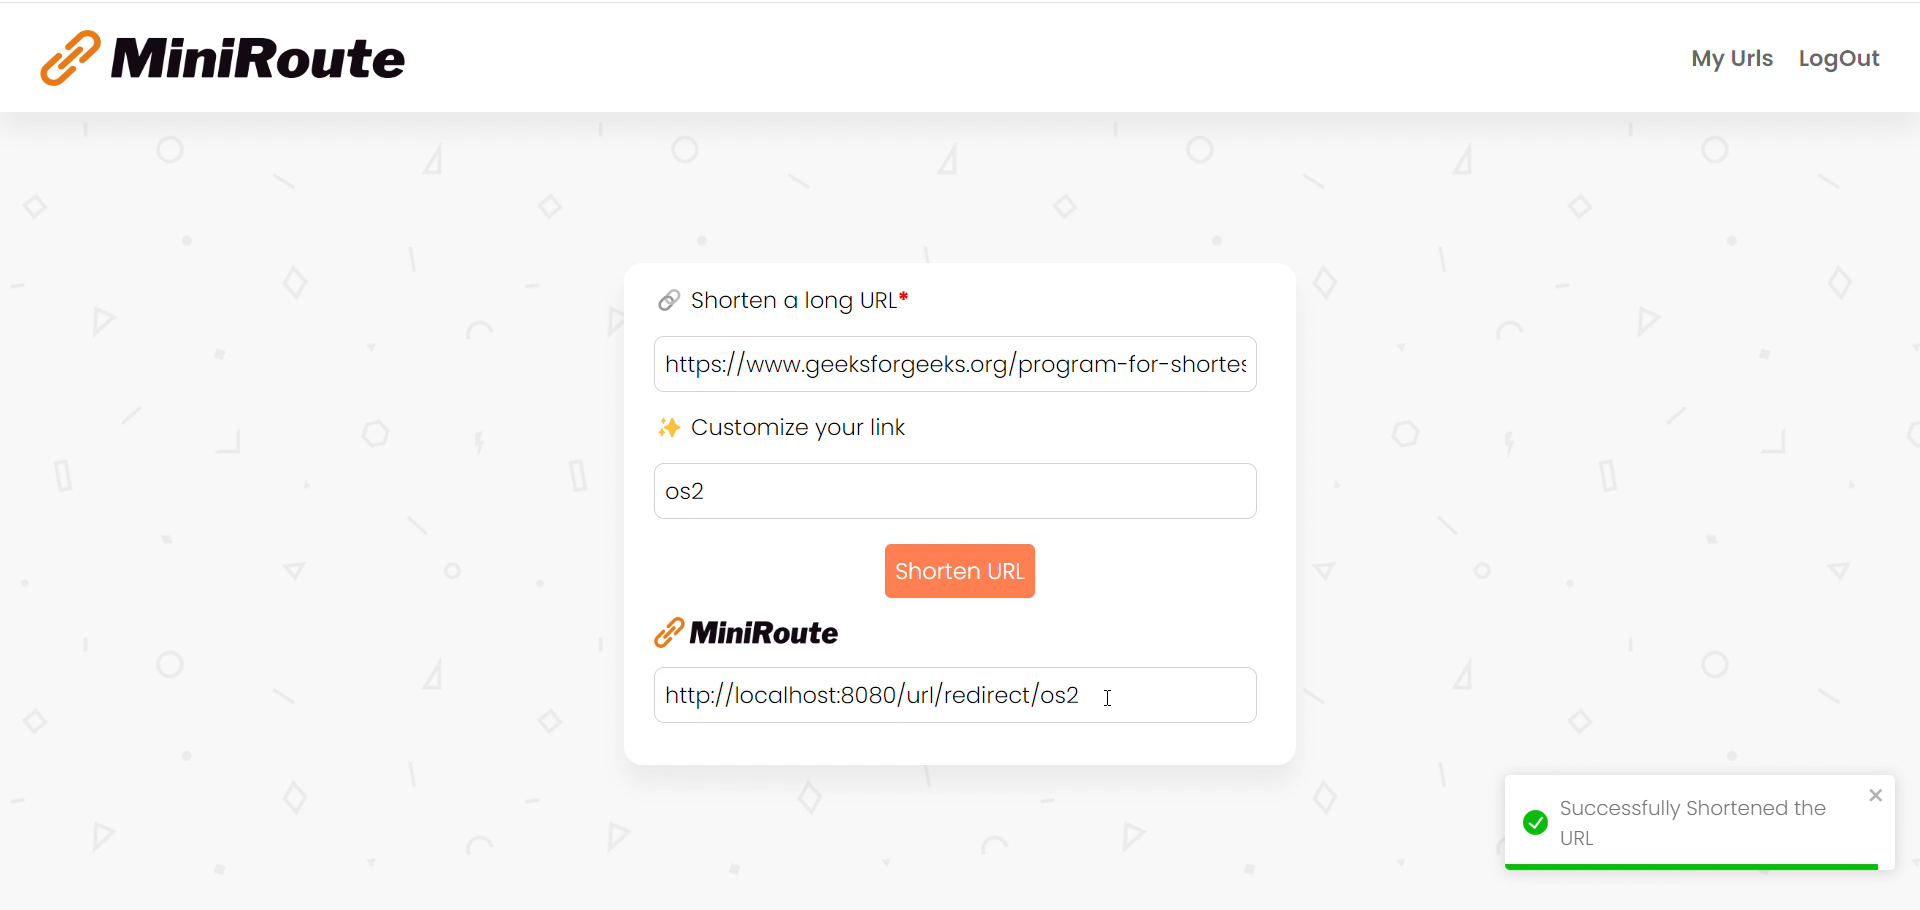 MiniRoute
My Urls LogOut
Shorten a long URL*
https://www.geeksforgeeks.org/program-for-shortes
Customize your link
os2
Shorten URL
MiniRoute
http://localhost:8080/url/redirect/os2
Successfully Shortened the
URL